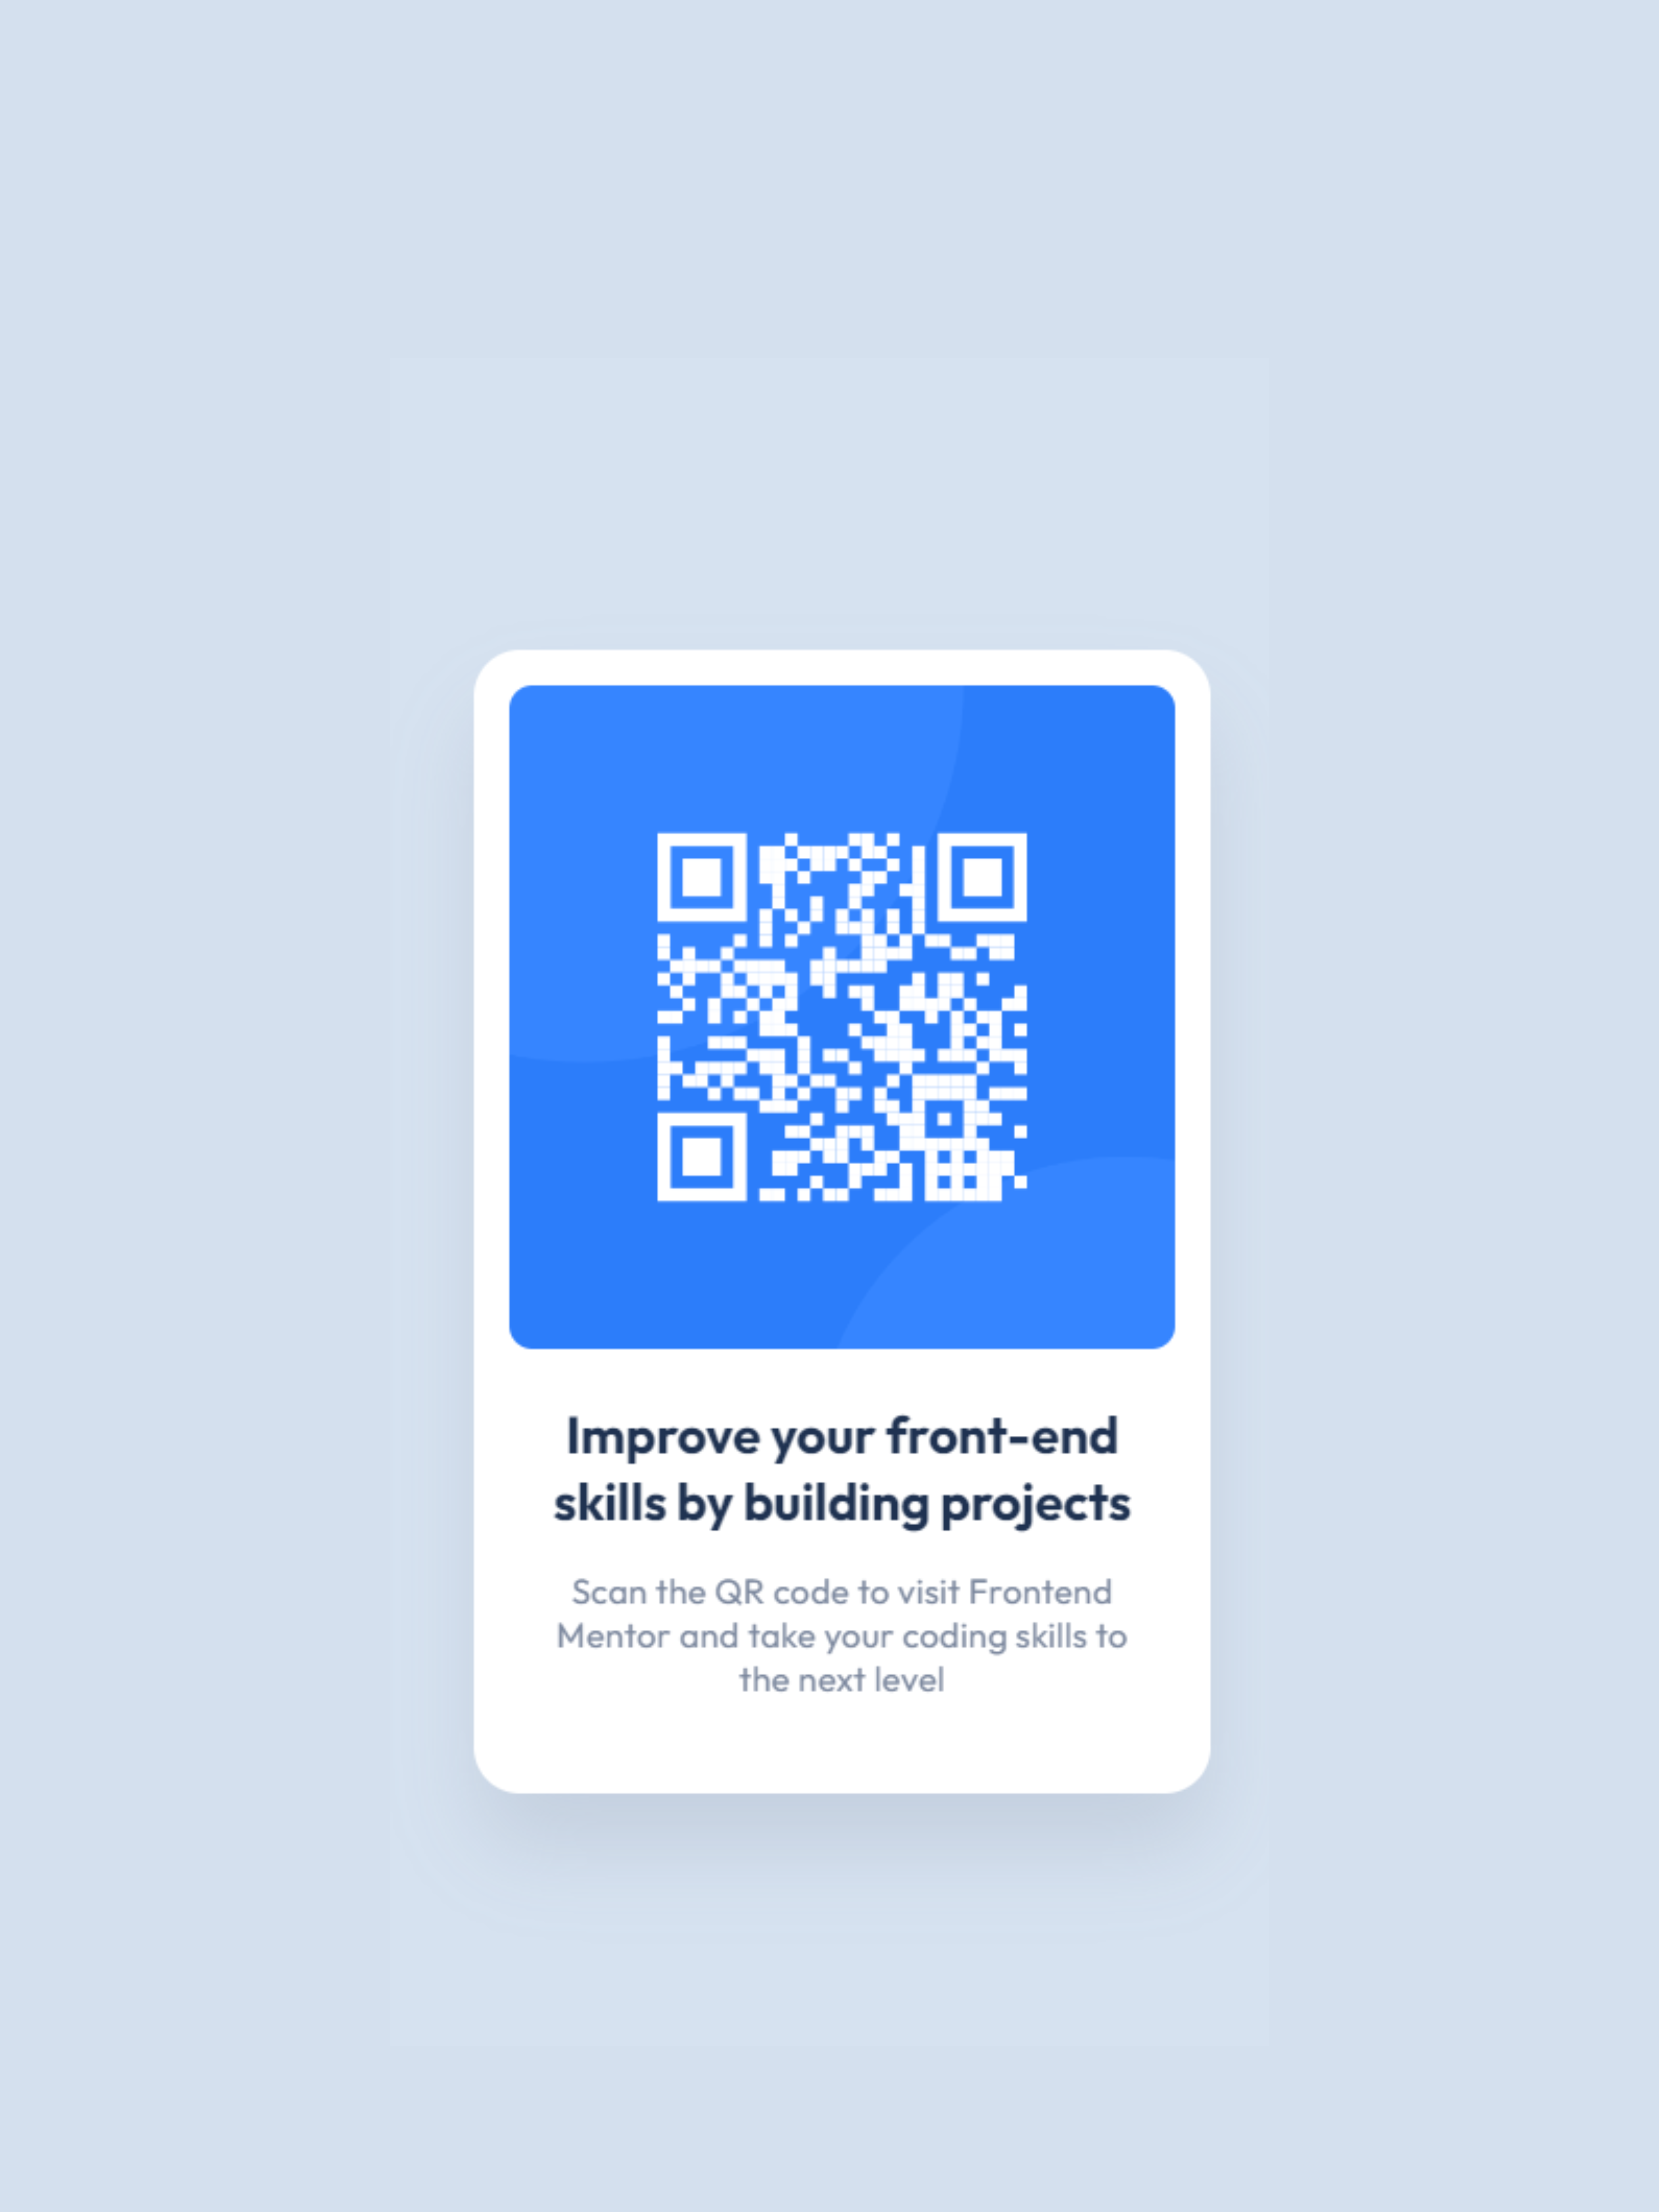 Improve your front-end
skills by building projects
Scan the QR code to visit Frontend
Mentor and take your coding skills to
the next level